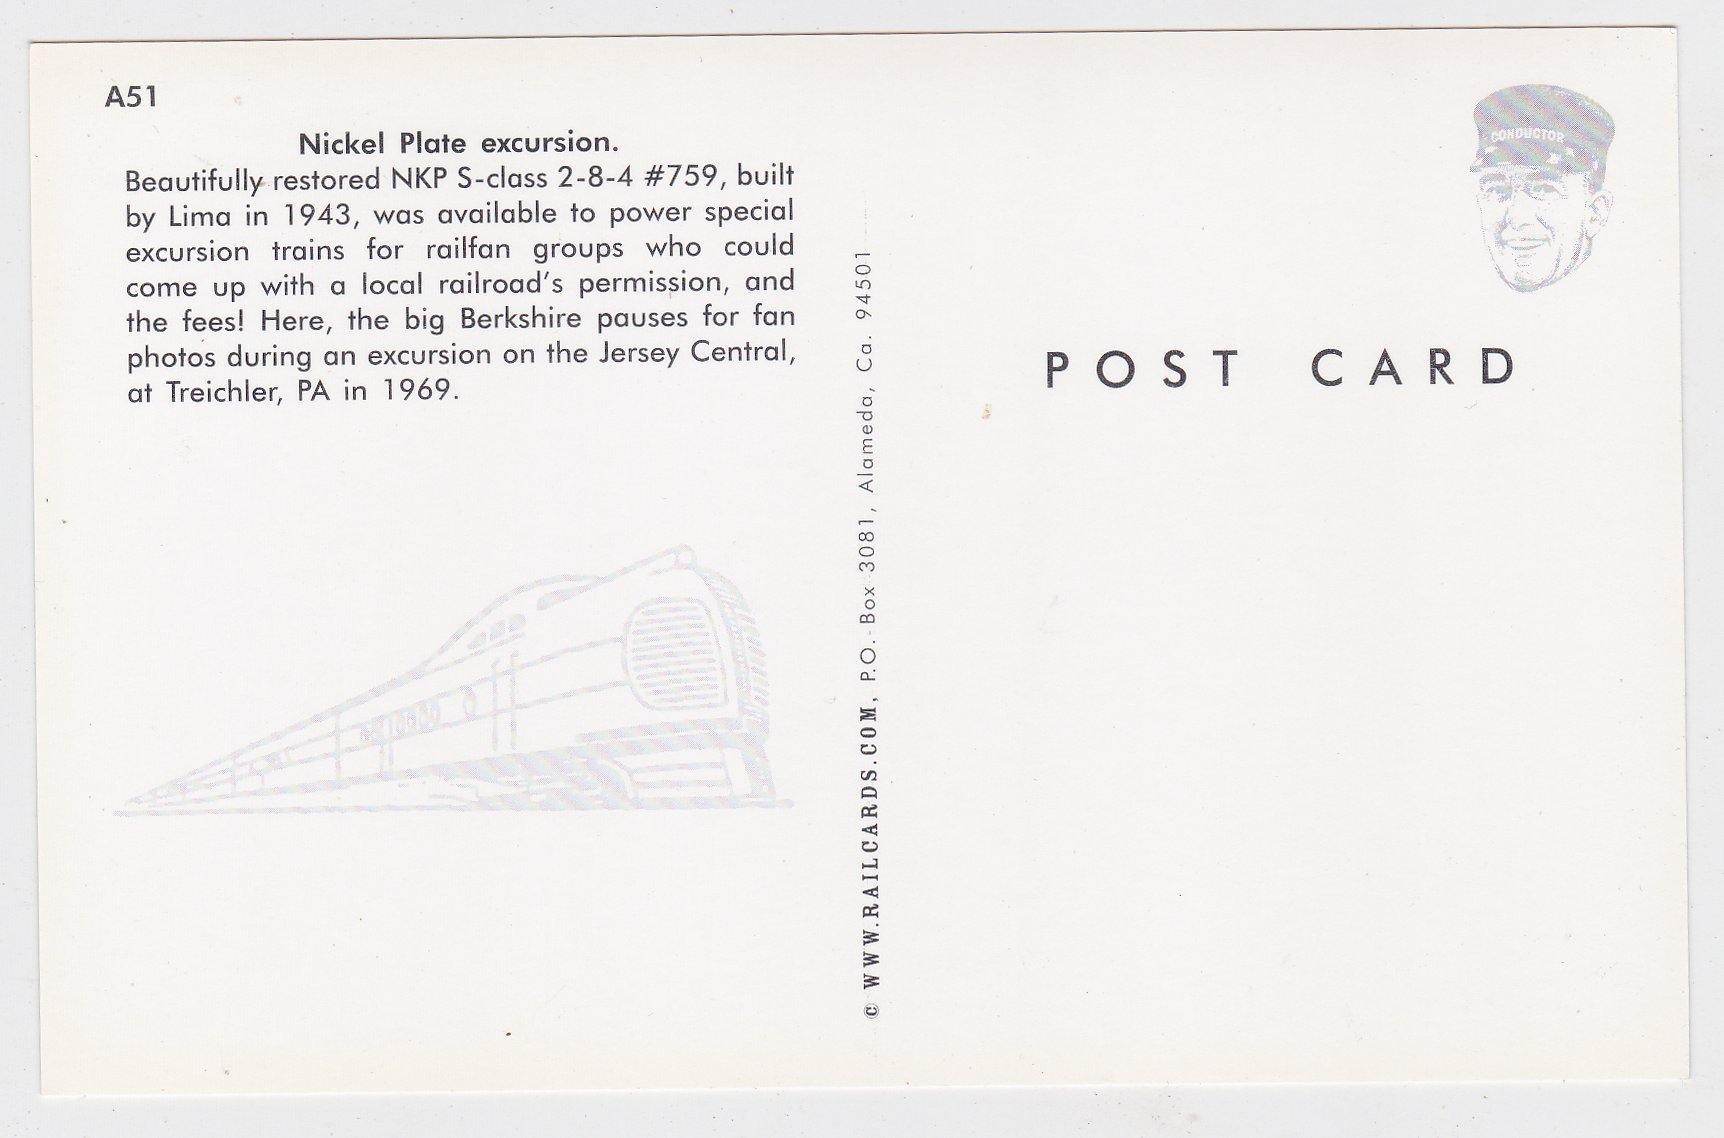 A51
Nickel Plate excursion.
Beautifully restored NKP S-class 2-8-4 #759, built
by Lima in 1943, was available to power special
excursion trains for railfan groups who could
come up with a local railroad's permission, and
the fees! Here, the big Berkshire pauses for fan
photos during an excursion on the Jersey Central,
at Treichler, PA in 1969.
© WWW.RAILCARDS.COM, P.O. Box 3081, Alameda, Ca. 94501
CONDUCTOR
POST CARD